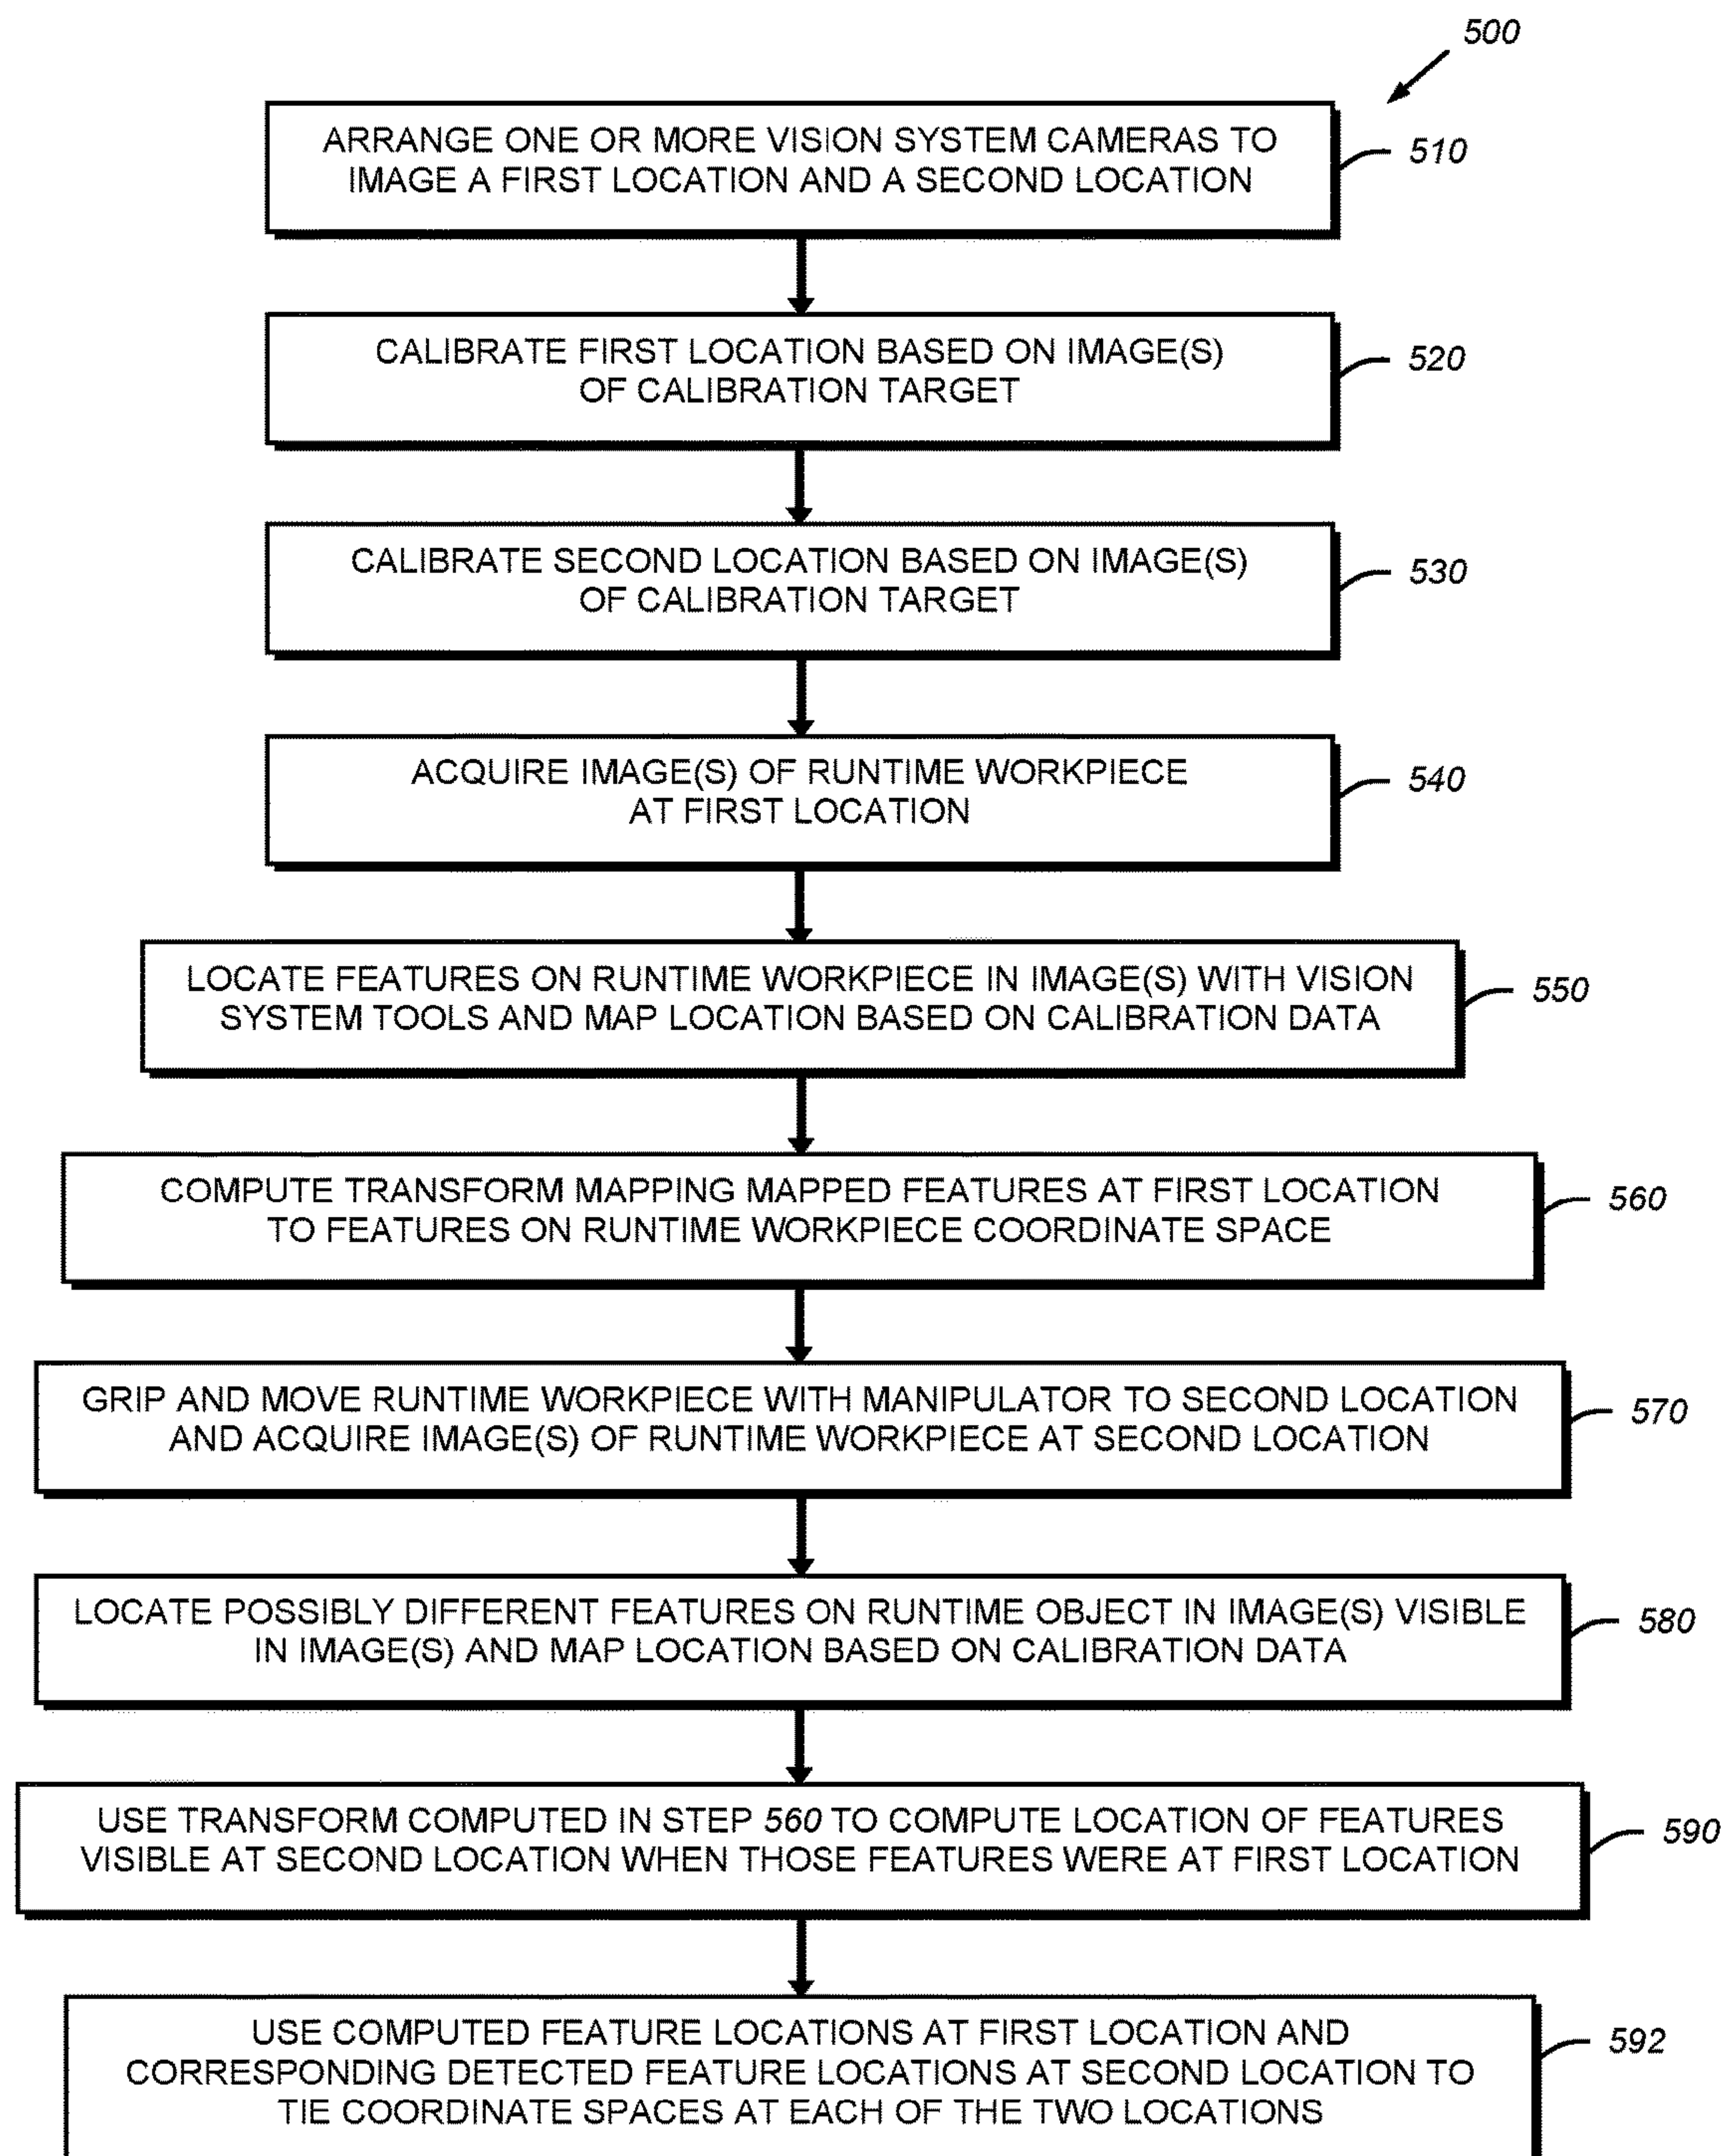 500
ARRANGE ONE OR MORE VISION SYSTEM CAMERAS TO
IMAGE A FIRST LOCATION AND A SECOND LOCATION
510
CALIBRATE FIRST LOCATION BASED ON IMAGE(S)
OF CALIBRATION TARGET
520
CALIBRATE SECOND LOCATION BASED ON IMAGE(S)
OF CALIBRATION TARGET
530
ACQUIRE IMAGE(S) OF RUNTIME WORKPIECE
AT FIRST LOCATION
540
LOCATE FEATURES ON RUNTIME WORKPIECE IN IMAGE(S) WITH VISION
SYSTEM TOOLS AND MAP LOCATION BASED ON CALIBRATION DATA
550
COMPUTE TRANSFORM MAPPING MAPPED FEATURES AT FIRST LOCATION
TO FEATURES ON RUNTIME WORKPIECE COORDINATE SPACE
560
GRIP AND MOVE RUNTIME WORKPIECE WITH MANIPULATOR TO SECOND LOCATION
AND ACQUIRE IMAGE(S) OF RUNTIME WORKPIECE AT SECOND LOCATION
570
LOCATE POSSIBLY DIFFERENT FEATURES ON RUNTIME OBJECT IN IMAGE(S) VISIBLE
IN IMAGE(S) AND MAP LOCATION BASED ON CALIBRATION DATA
580
USE TRANSFORM COMPUTED IN STEP 560 TO COMPUTE LOCATION OF FEATURES
VISIBLE AT SECOND LOCATION WHEN THOSE FEATURES WERE AT FIRST LOCATION
590
USE COMPUTED FEATURE LOCATIONS AT FIRST LOCATION AND
CORRESPONDING DETECTED FEATURE LOCATIONS AT SECOND LOCATION TO
TIE COORDINATE SPACES AT EACH OF THE TWO LOCATIONS
592